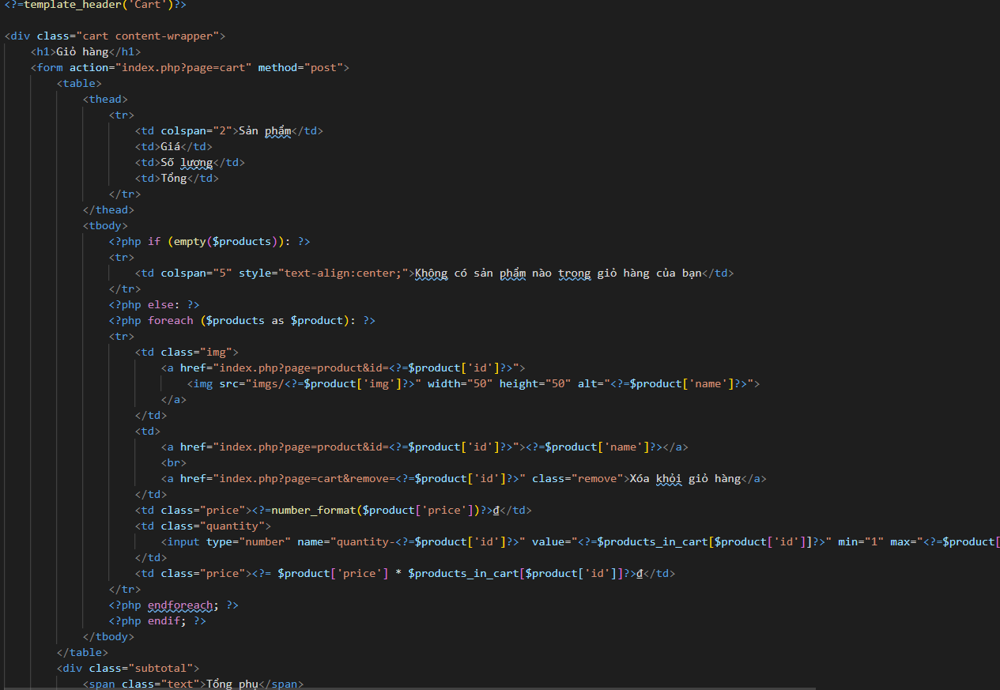 <?=template_header('Cart')?>
<div class="cart content-wrapper">
<h1>Giỏ hàng</h1>
<form action="index.php?page=cart" method="post">
<table>
<thead>
<tr>
<td colspan="2">Sản phẩm</td>
<td>Giá</td>
<td>Số lượng</td>
<td>Tổng</td>
</tr>
</thead>
<tbody>
<?php if (empty($products)): ?>
<tr>
<td colspan="5" style="text-align:center;">Không có sản phẩm nào trong giỏ hàng của bạn</td>
</tr>
<?php else: ?>
<?php foreach ($products as $product): ?>
<tr>
<td class="img">
<a href="index.php?page=product&id=<?=$product['id']?>">
<img src="imgs/<?=$product['img']?>" width="50" height="50" alt="<?=$product['name']?>">
</a>
</td>
<td>
<a href="index.php?page=product&id=<?=$product['id']?>"><?=$product['name']?></a>
<br>
<a href="index.php?page=cart&remove=<?=$product['id']?>" class="remove">Xóa khỏi giỏ hàng</a>
</td>
<td class="price"><?=number_format($product['price'])?>₫</td>
<td class="quantity">
<input type="number" name="quantity-<?=$product['id']?>" value="<?=$products_in_cart[$product['id']]?>" min="1" max="<?=$product[
</td>
<td class="price"><?= $product['price'] * $products_in_cart[$product['id']]?>₫</td>
</tr>
<?php endforeach; ?>
<?php endif; ?>
</tbody>
</table>
<div class="subtotal">
<span class="text">Tổng phụ</span>